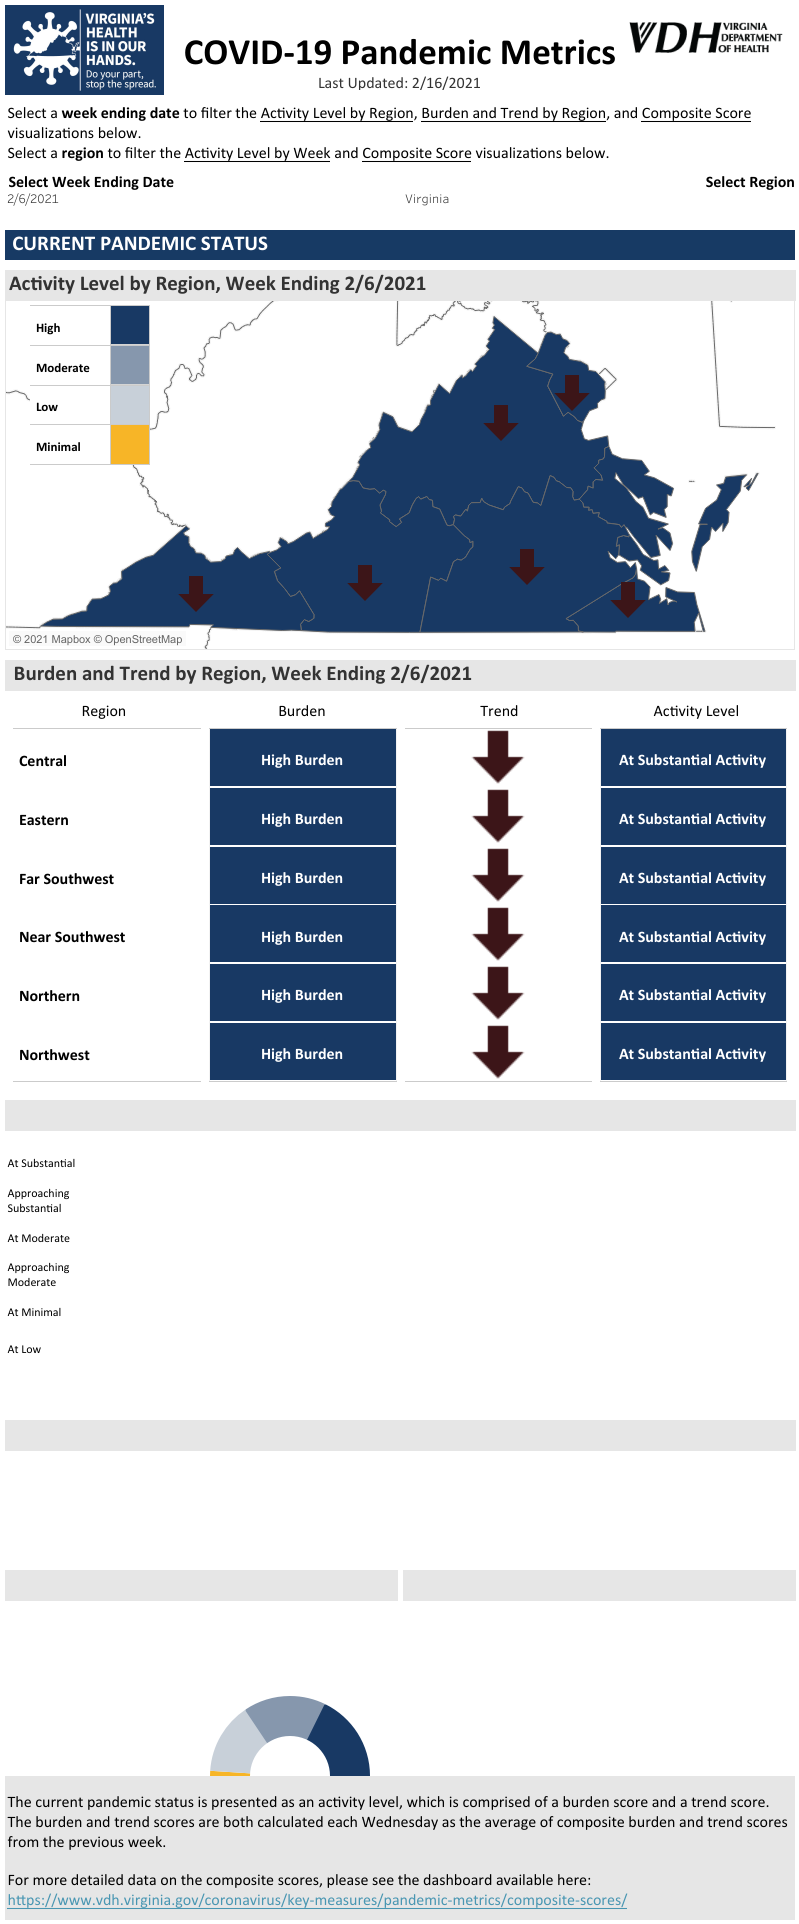 VIRGINIA'S
HEALTH
IS IN OUR
HANDS.
Do your part,
stop the spread.
COVID-19 Pandemic Metrics
Last Updated: 2/16/2021
VDH VIRGINIA
DEPARTMENT
OF HEALTH
Select a week ending date to filter the Activity Level by Region, Burden and Trend by Region, and Composite Score
visualizations below.
Select a region to filter the Activity Level by Week and Composite Score visualizations below.
Select Week Ending Date
Select Region
2/6/2021
Virginia
CURRENT PANDEMIC STATUS
Activity Level by Region, Week Ending 2/6/2021
High
Moderate
Low
Minimal
© 2021 Mapbox © OpenStreetMap
Burden and Trend by Region, Week Ending 2/6/2021
Region Burden Trend Activity Level
Central High Burden At Substantial Activity
Eastern High Burden At Substantial Activity
Far Southwest High Burden At Substantial Activity
Near Southwest High Burden At Substantial Activity
Northern High Burden At Substantial Activity
Northwest High Burden At Substantial Activity
At Substantial
Approaching
Substantial
At Moderate
Approaching
Moderate
At Minimal
At Low
The current pandemic status is presented as an activity level, which is comprised of a burden score and a trend score.
The burden and trend scores are both calculated each Wednesday as the average of composite burden and trend scores
from the previous week.
For more detailed data on the composite scores, please see the dashboard available here:
https://www.vdh.virginia.gov/coronavirus/key-measures/pandemic-metrics/composite-scores/